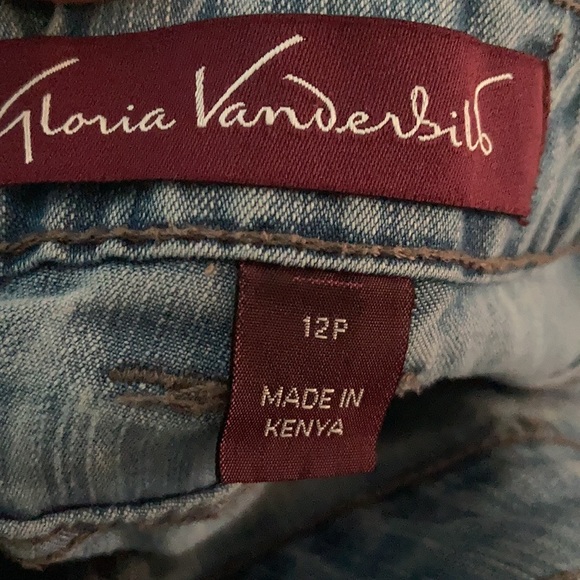 Gloria Vanderbilt
12P
MADE IN
KENYA